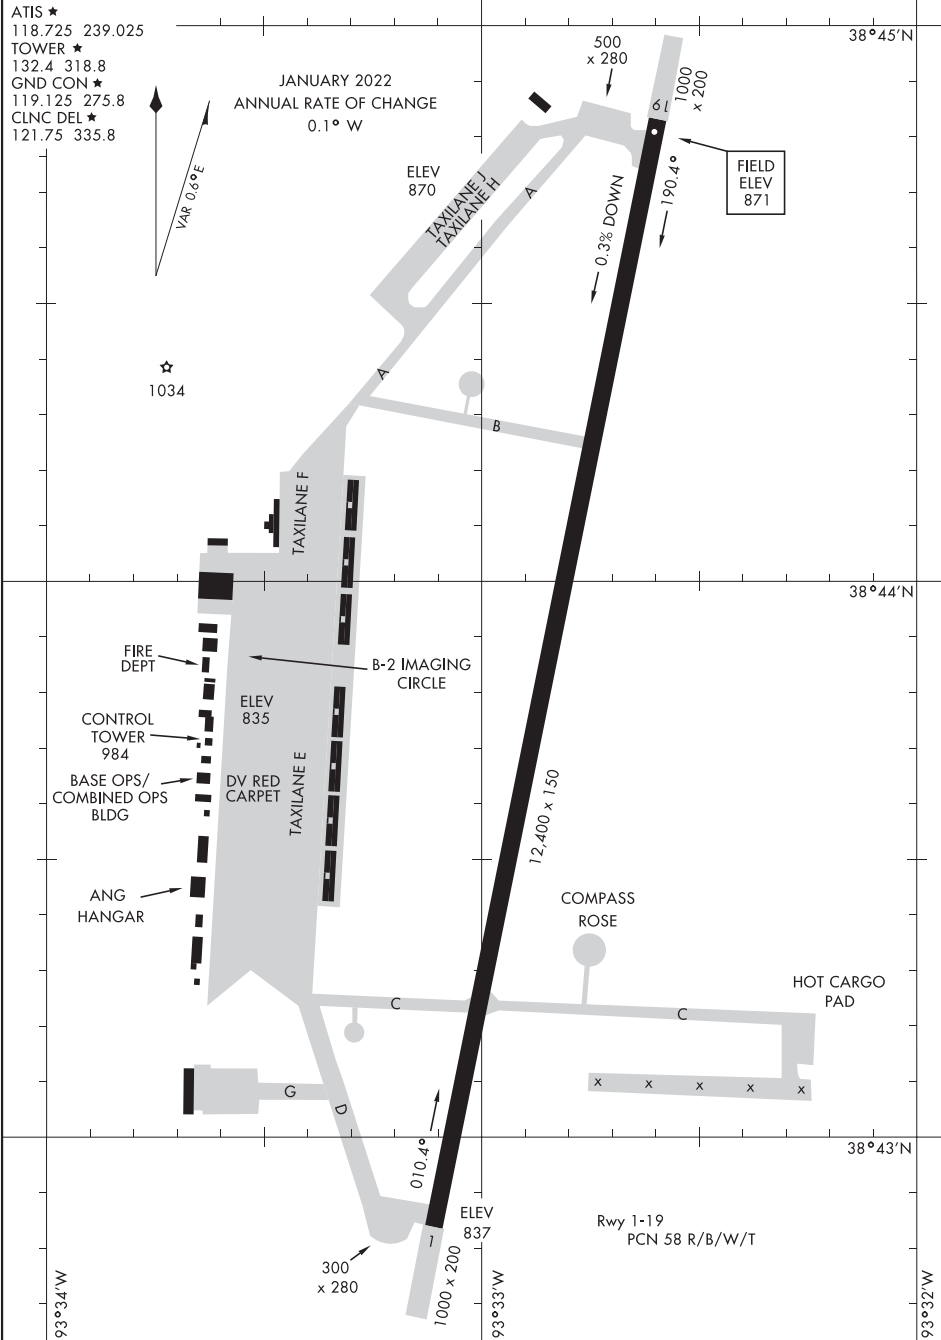 ATIS ★
118.725 239.025
TOWER ★
132.4 318.8
GND CON ★
119.125 275.8
CLNC DEL ★
121.75 335.8
JANUARY 2022
ANNUAL RATE OF CHANGE
0.1° W
VAR 0.6° E
500
x 280
38°45'N
1000
x 200
19
FIELD
ELEV
871
190.4°
0.3% DOWN
ELEV
870
TAXILANE J
TAXILANE H
A
1034
A
B
TAXILANE F
38°44'N
FIRE
DEPT
B-2 IMAGING
CIRCLE
ELEV
835
CONTROL
TOWER
984
BASE OPS/
COMBINED OPS
BLDG
DV RED
CARPET
TAXILANE E
12,400 x 150
ANG
HANGAR
COMPASS
ROSE
HOT CARGO
PAD
C
C
G
D
x x x x x
010.4°
38°43'N
ELEV
837
1
Rwy 1-19
PCN 58 R/B/W/T
300
x 280
1000 x 200
93°34'W
93°33'W
93°32'W